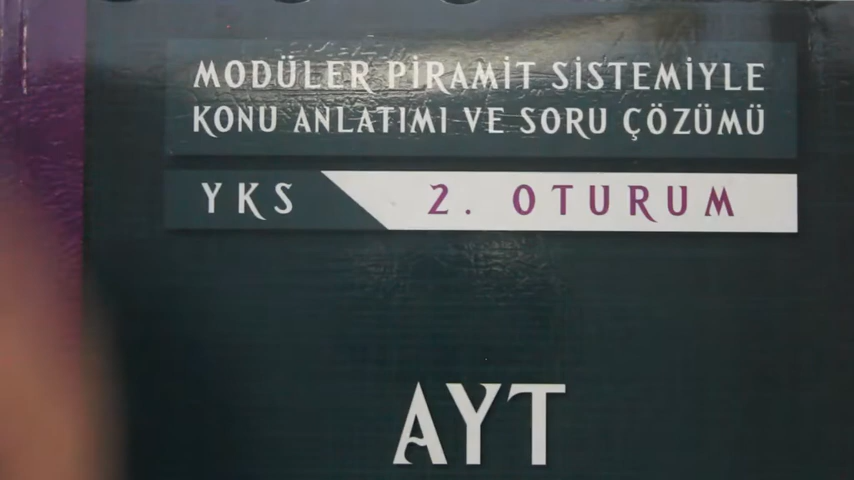 MODÜLER PİRAMİT SİSTEMİYLE
KONU ANLATIMI VE SORU ÇÖZÜMÜ
YKS 2. OTURUM
AYT